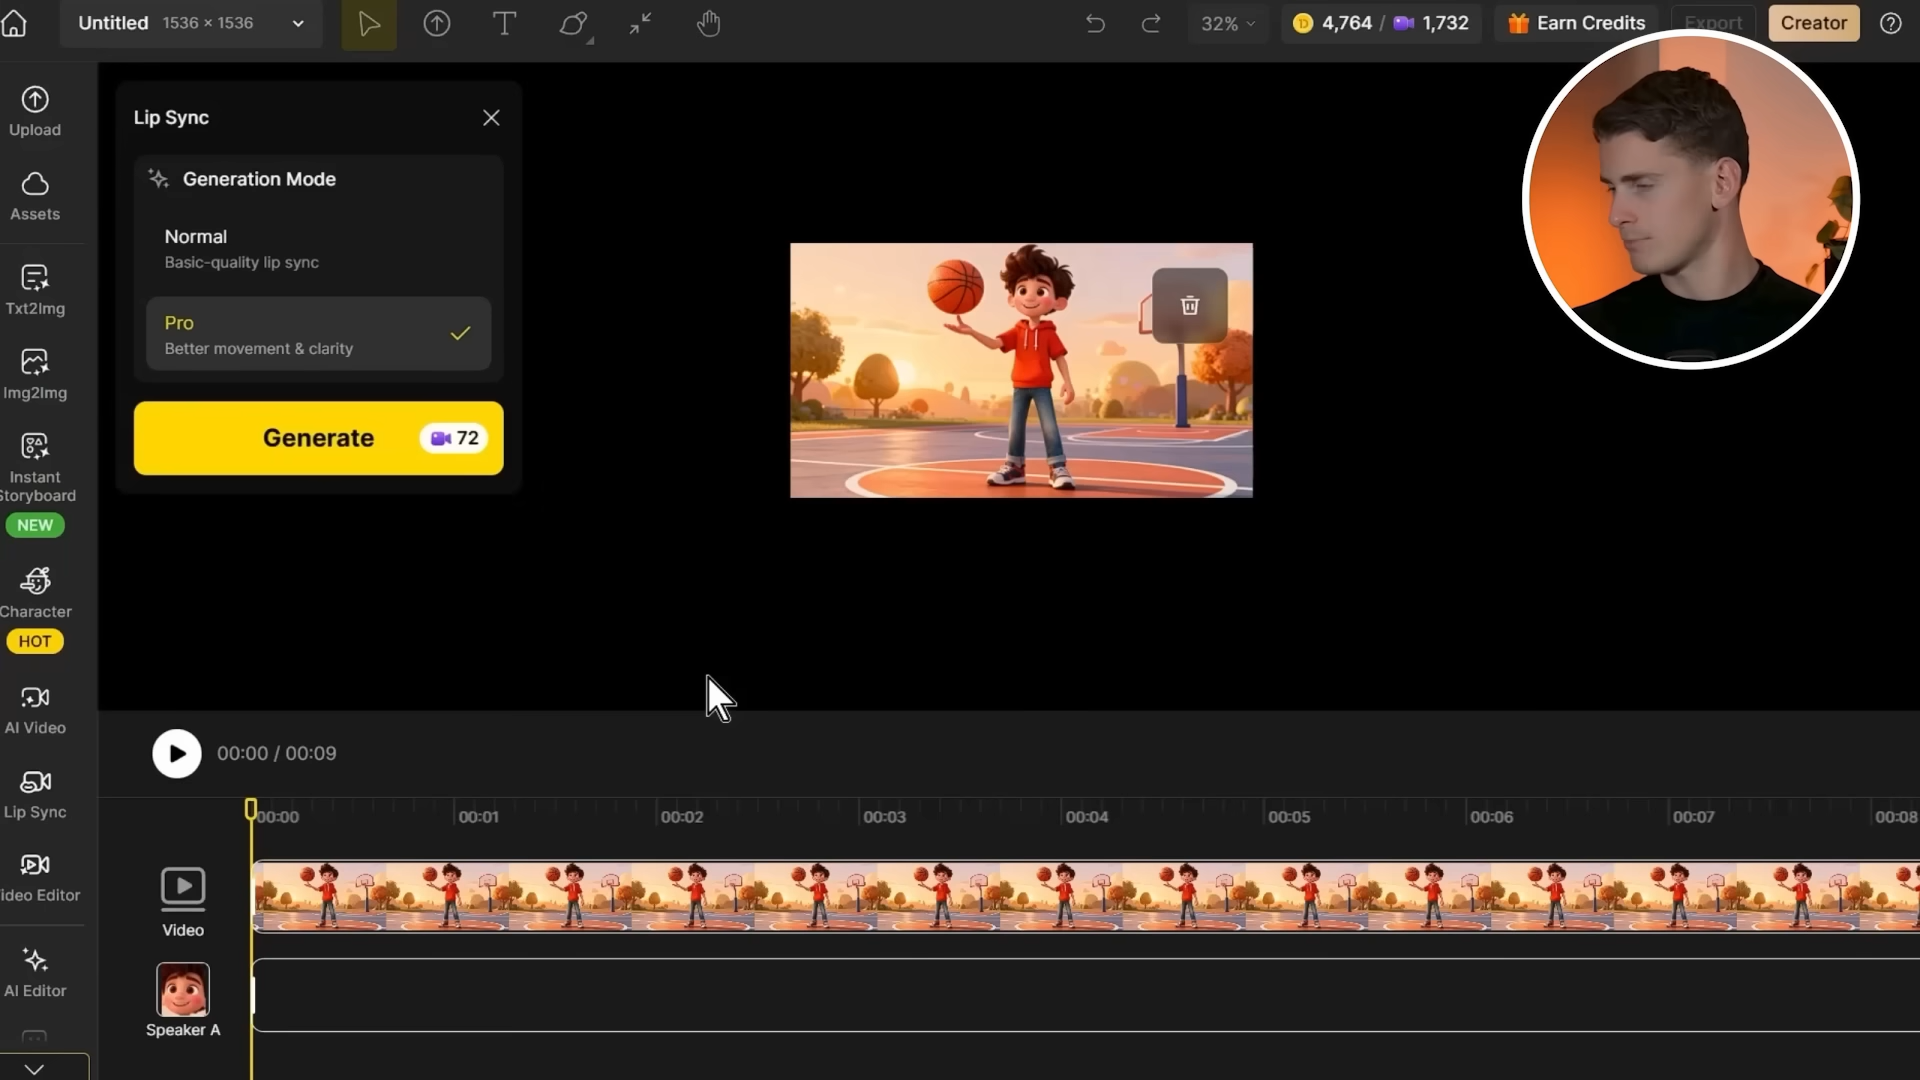 Untitled 1536 × 1536
32%
4,764 / 1,732
Earn Credits
Export
Creator
Upload
Assets
Txt2Img
Img2Img
Instant
Storyboard
NEW
Character
HOT
AI Video
Lip Sync
ideo Editor
AI Editor
Lip Sync
Generation Mode
Normal
Basic-quality lip sync
Pro
Better movement & clarity
Generate 72
00:00 / 00:09
00:00 00:01 00:02 00:03 00:04 00:05 00:06 00:07 00:08
Video
Speaker A